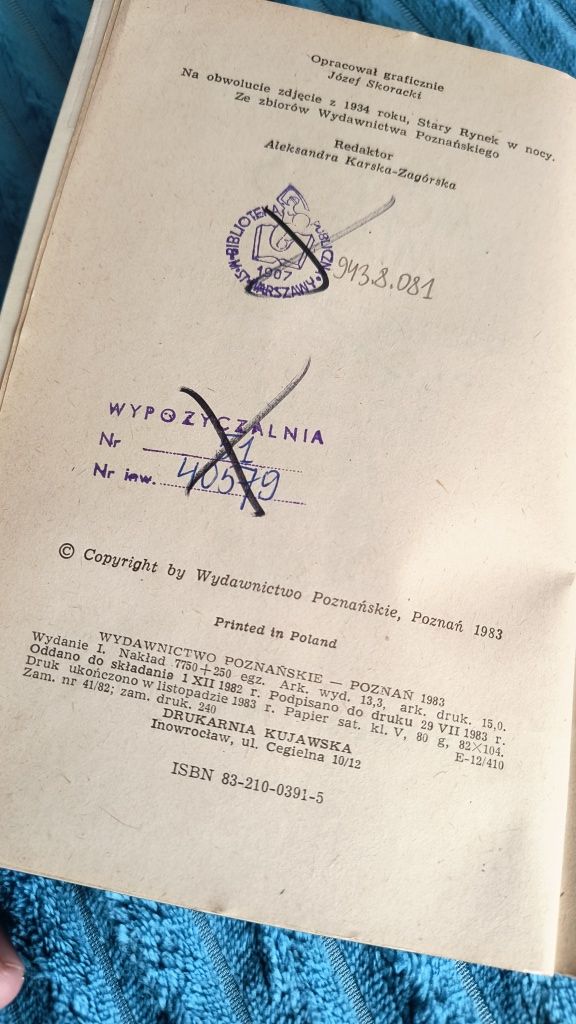 Opracował graficznie
Józef Skoracki
Na obwolucie zdjęcie z 1934 roku, Stary Rynek w nocy.
Ze zbiorów Wydawnictwa Poznańskiego
Redaktor
Aleksandra Karska-Zagórska
BIBLIOTEKA PUBLICZN
M. ST. WARSZAWY
1907
943.8.081
WYPOŻYCZALNIA
Nr 71
Nr inw. 40579
© Copyright by Wydawnictwo Poznańskie, Poznań 1983
Printed in Poland
WYDAWNICTWO POZNAŃSKIE — POZNAŃ 1983
Wydanie I. Nakład 7750+250 egz. Ark. wyd. 13,3, ark. druk. 15,0.
Oddano do składania 1 XII 1982 r. Podpisano do druku 29 VII 1983 r.
Druk ukończono w listopadzie 1983 r. Papier sat. kl. V, 80 g, 82×104.
Zam. nr 41/82; zam. druk. 240 E-12/410
DRUKARNIA KUJAWSKA
Inowrocław, ul. Cegielna 10/12
ISBN 83-210-0391-5